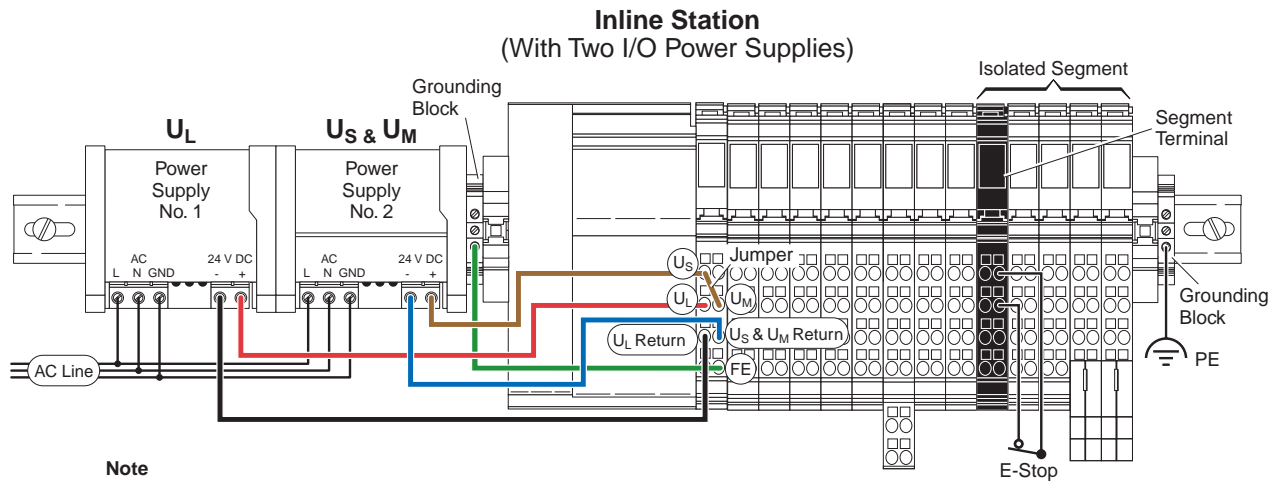 Inline Station
(With Two I/O Power Supplies)
Isolated Segment
Grounding
Block
Segment
Terminal
UL
US & UM
Power
Supply
No. 1
Power
Supply
No. 2
AC
L N GND
24 V DC
- +
AC
L N GND
24 V DC
- +
US
Jumper
UL
UM
UL Return
US & UM Return
FE
Grounding
Block
PE
AC Line
E-Stop
Note